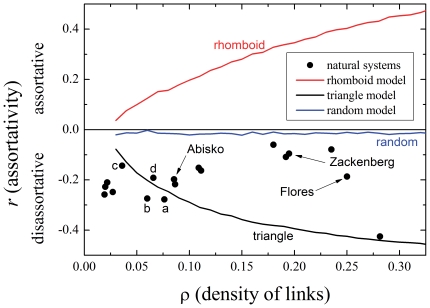 rhomboid
natural systems
rhomboid model
triangle model
random model
random
c
d
Abisko
Zackenberg
Flores
b
a
triangle
0.4
0.2
0.0
-0.2
-0.4
0.00 0.05 0.10 0.15 0.20 0.25 0.30
r (assortativity)
disassortative assortative
ρ (density of links)